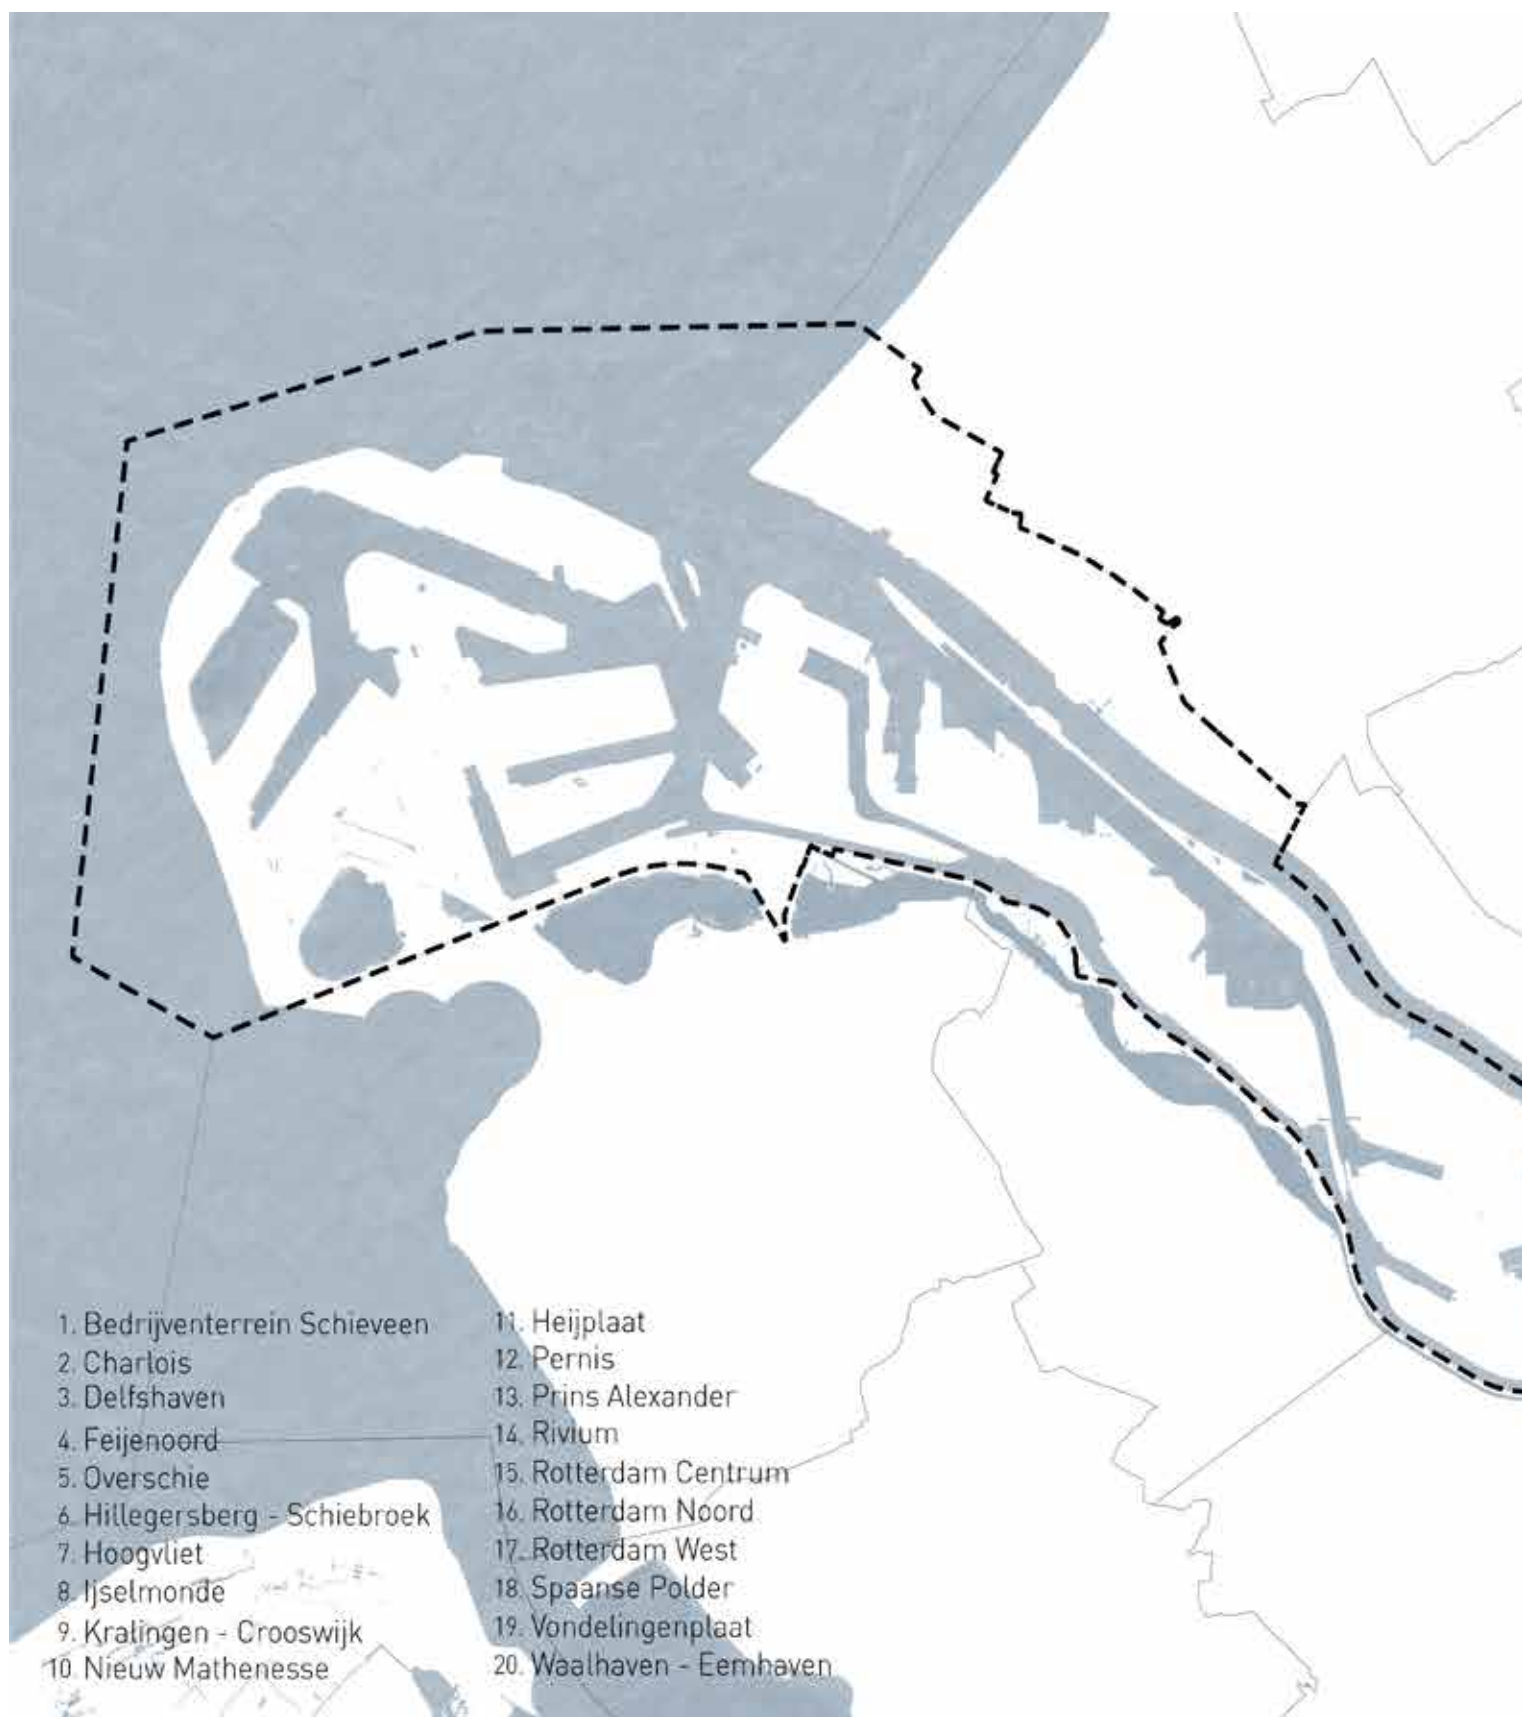 1. Bedrijventerrein Schieveen
2. Charlois
3. Delfshaven
4. Feijenoord
5. Overschie
6. Hillegersberg - Schiebroek
7. Hoogvliet
8. Ijselmonde
9. Kralingen - Crooswijk
10. Nieuw Mathenesse
11. Heijplaat
12. Pernis
13. Prins Alexander
14. Rivium
15. Rotterdam Centrum
16. Rotterdam Noord
17. Rotterdam West
18. Spaanse Polder
19. Vondelingenplaat
20. Waalhaven - Eemhaven